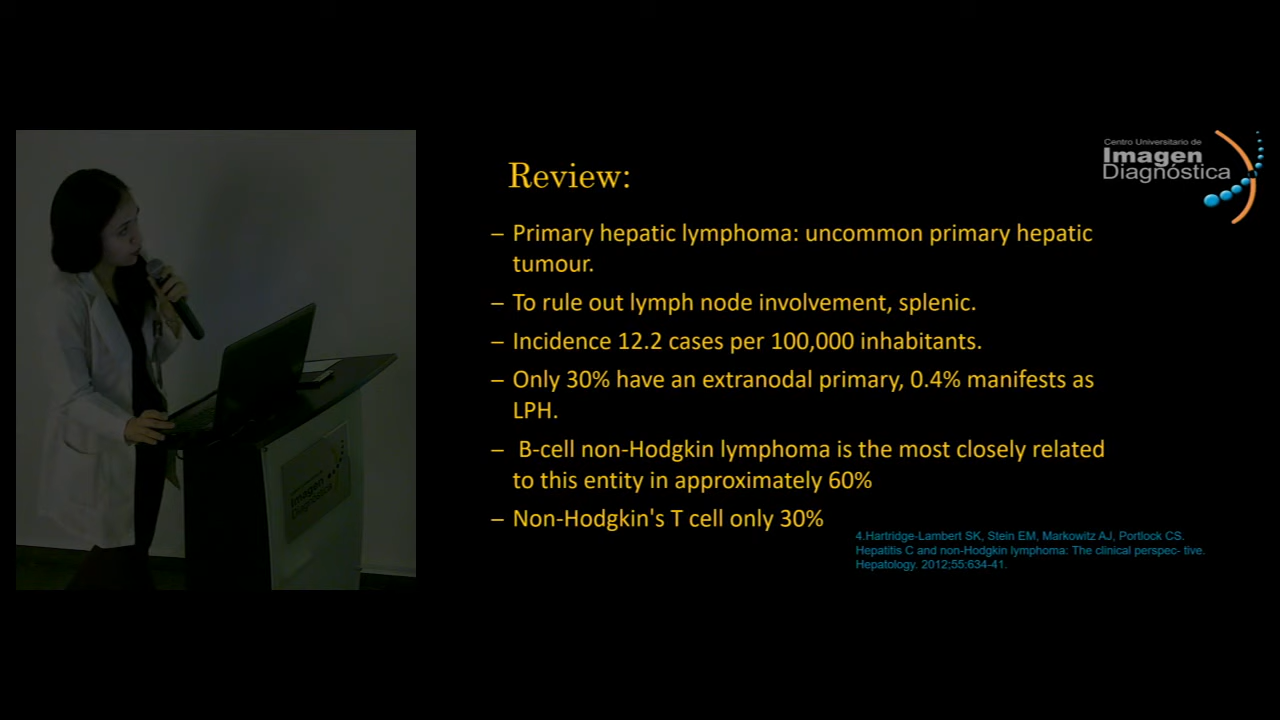 Centro Universitario de
Imagen
Diagnóstica
Review:
– Primary hepatic lymphoma: uncommon primary hepatic
tumour.
– To rule out lymph node involvement, splenic.
– Incidence 12.2 cases per 100,000 inhabitants.
– Only 30% have an extranodal primary, 0.4% manifests as
LPH.
– B-cell non-Hodgkin lymphoma is the most closely related
to this entity in approximately 60%
– Non-Hodgkin's T cell only 30%
4.Hartridge-Lambert SK, Stein EM, Markowitz AJ, Portlock CS.
Hepatitis C and non-Hodgkin lymphoma: The clinical perspec- tive.
Hepatology. 2012;55:634-41.
Imagen
Diagnóstica